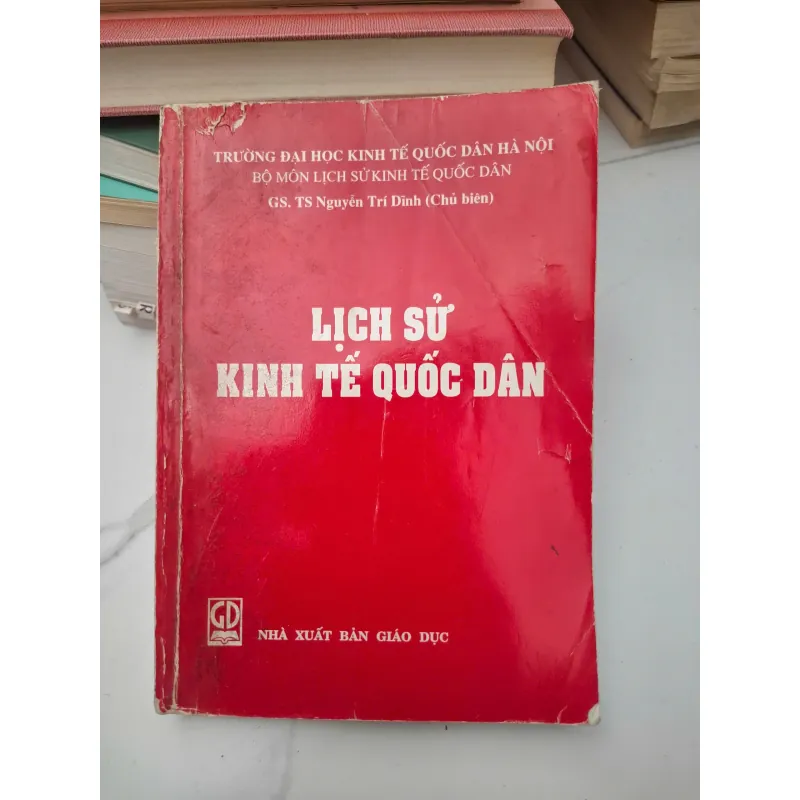 TRƯỜNG ĐẠI HỌC KINH TẾ QUỐC DÂN HÀ NỘI
BỘ MÔN LỊCH SỬ KINH TẾ QUỐC DÂN
GS. TS Nguyễn Trí Dĩnh (Chủ biên)
LỊCH SỬ
KINH TẾ QUỐC DÂN
GD
NHÀ XUẤT BẢN GIÁO DỤC